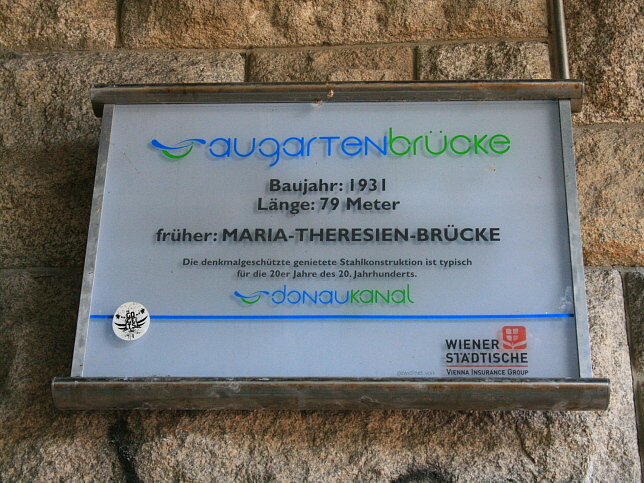 augartenbrücke
Baujahr: 1931
Länge: 79 Meter
früher: MARIA-THERESIEN-BRÜCKE
Die denkmalgeschützte genietete Stahlkonstruktion ist typisch
für die 20er Jahre des 20. Jahrhunderts.
donaukanal
WIENER
STÄDTISCHE
VIENNA INSURANCE GROUP